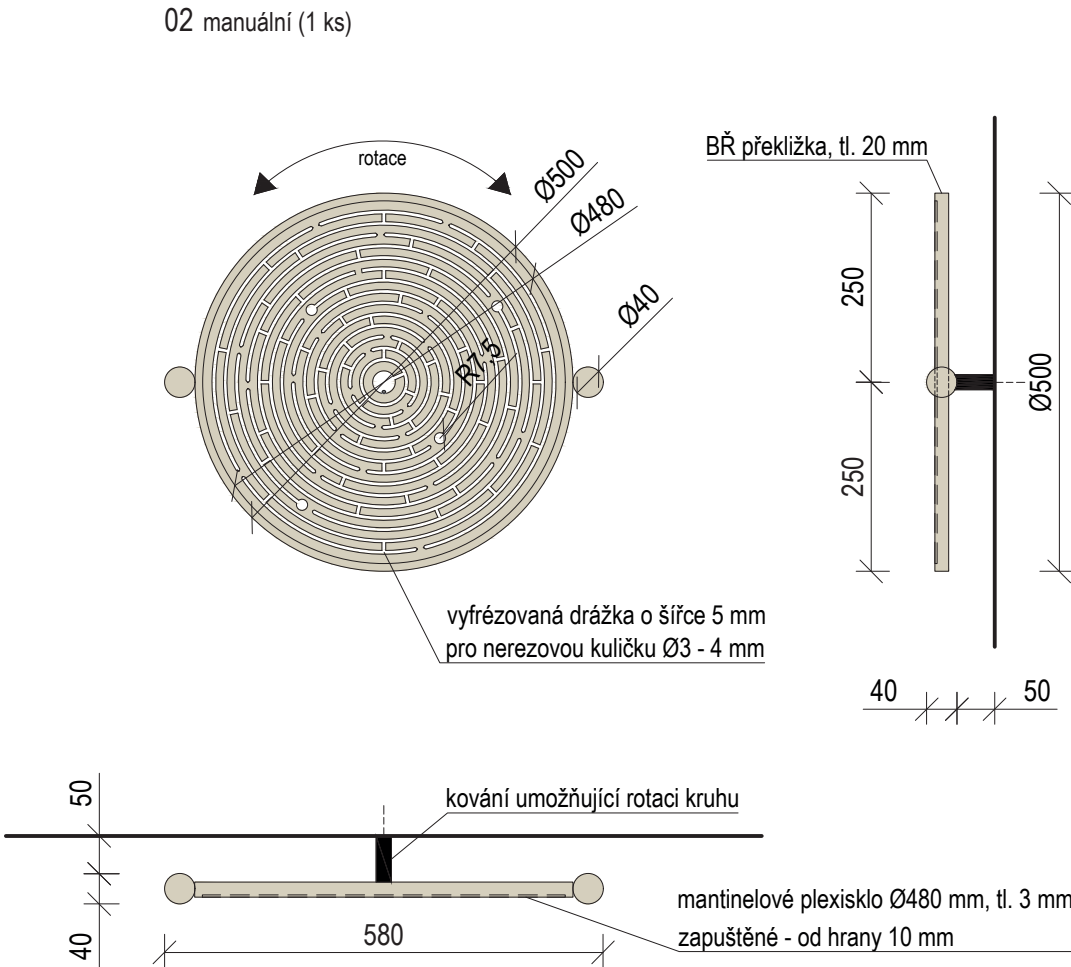 02 manuální (1 ks)
rotace
Ø500
Ø480
Ø40
R7,5
vyfrézovaná drážka o šířce 5 mm
pro nerezovou kuličku Ø3 - 4 mm
BŘ překližka, tl. 20 mm
250
250
Ø500
40
50
50
40
kování umožňující rotaci kruhu
580
mantinelové plexisklo Ø480 mm, tl. 3 mm
zapuštěné - od hrany 10 mm